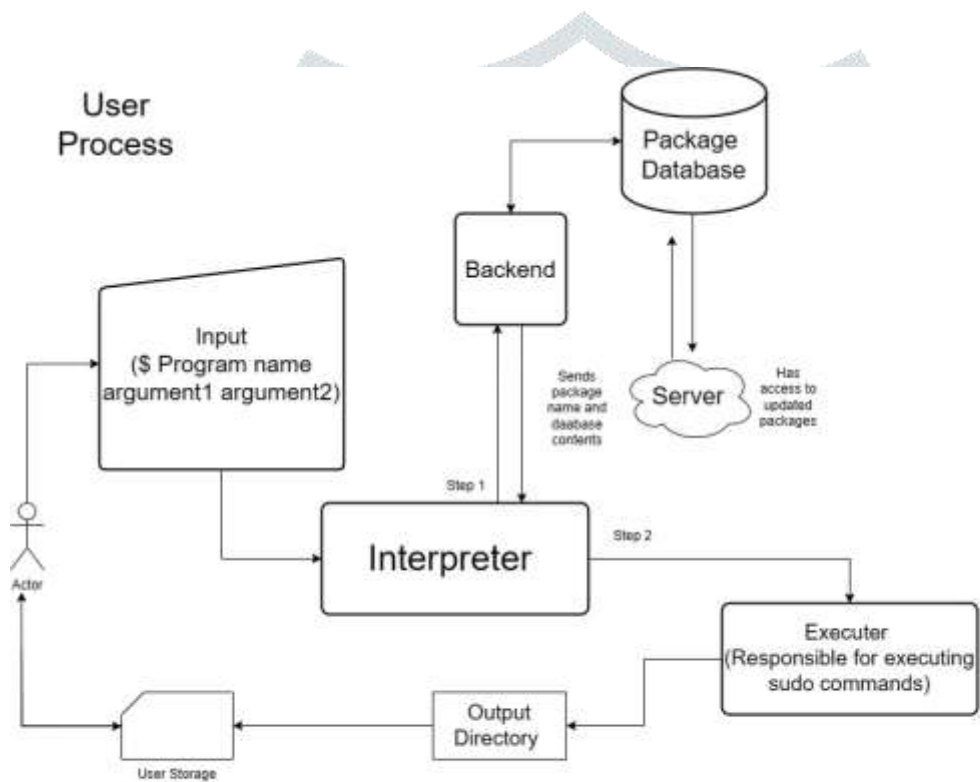 User
Process
Package
Database
Backend
Input
($ Program name
argument1 argument2)
Sends
package
name and
daabase
contents
Server
Has
access to
updated
packages
Step 1
Interpreter
Step 2
Actor
Executer
(Responsible for executing
sudo commands)
Output
Directory
User Storage